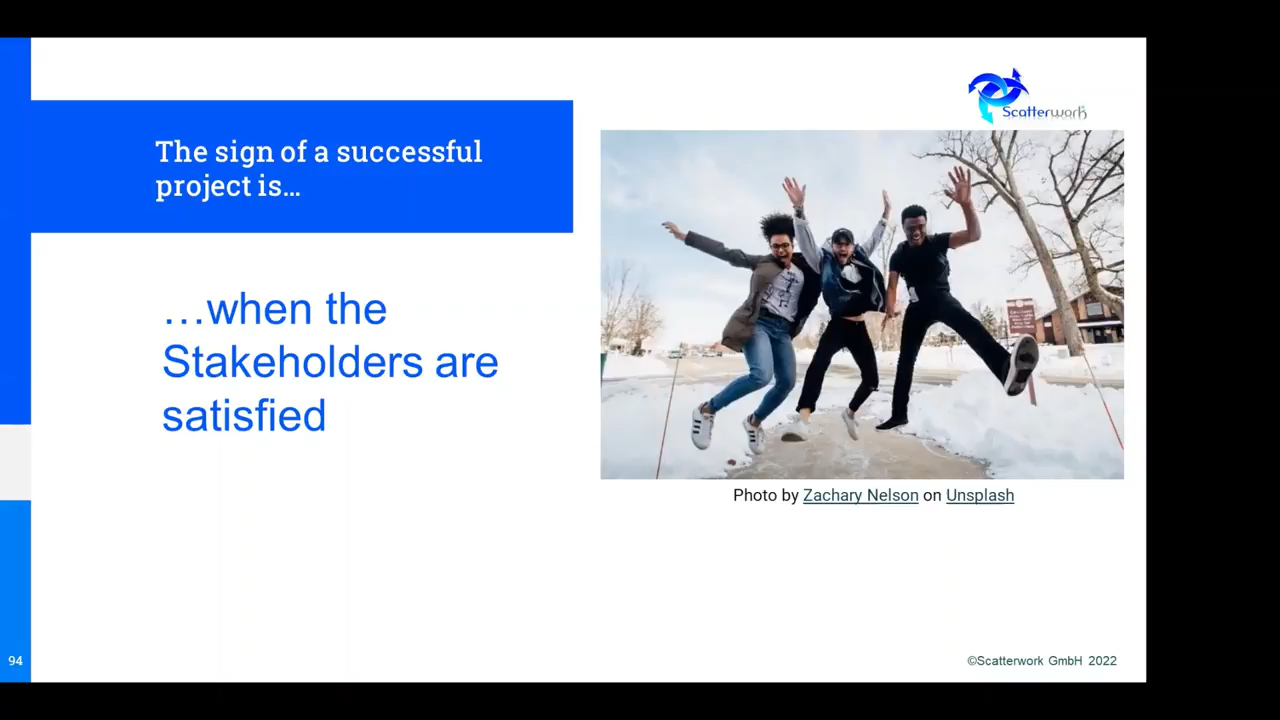 Scatterwork
The sign of a successful
project is...
...when the
Stakeholders are
satisfied
Photo by Zachary Nelson on Unsplash
94
©Scatterwork GmbH 2022